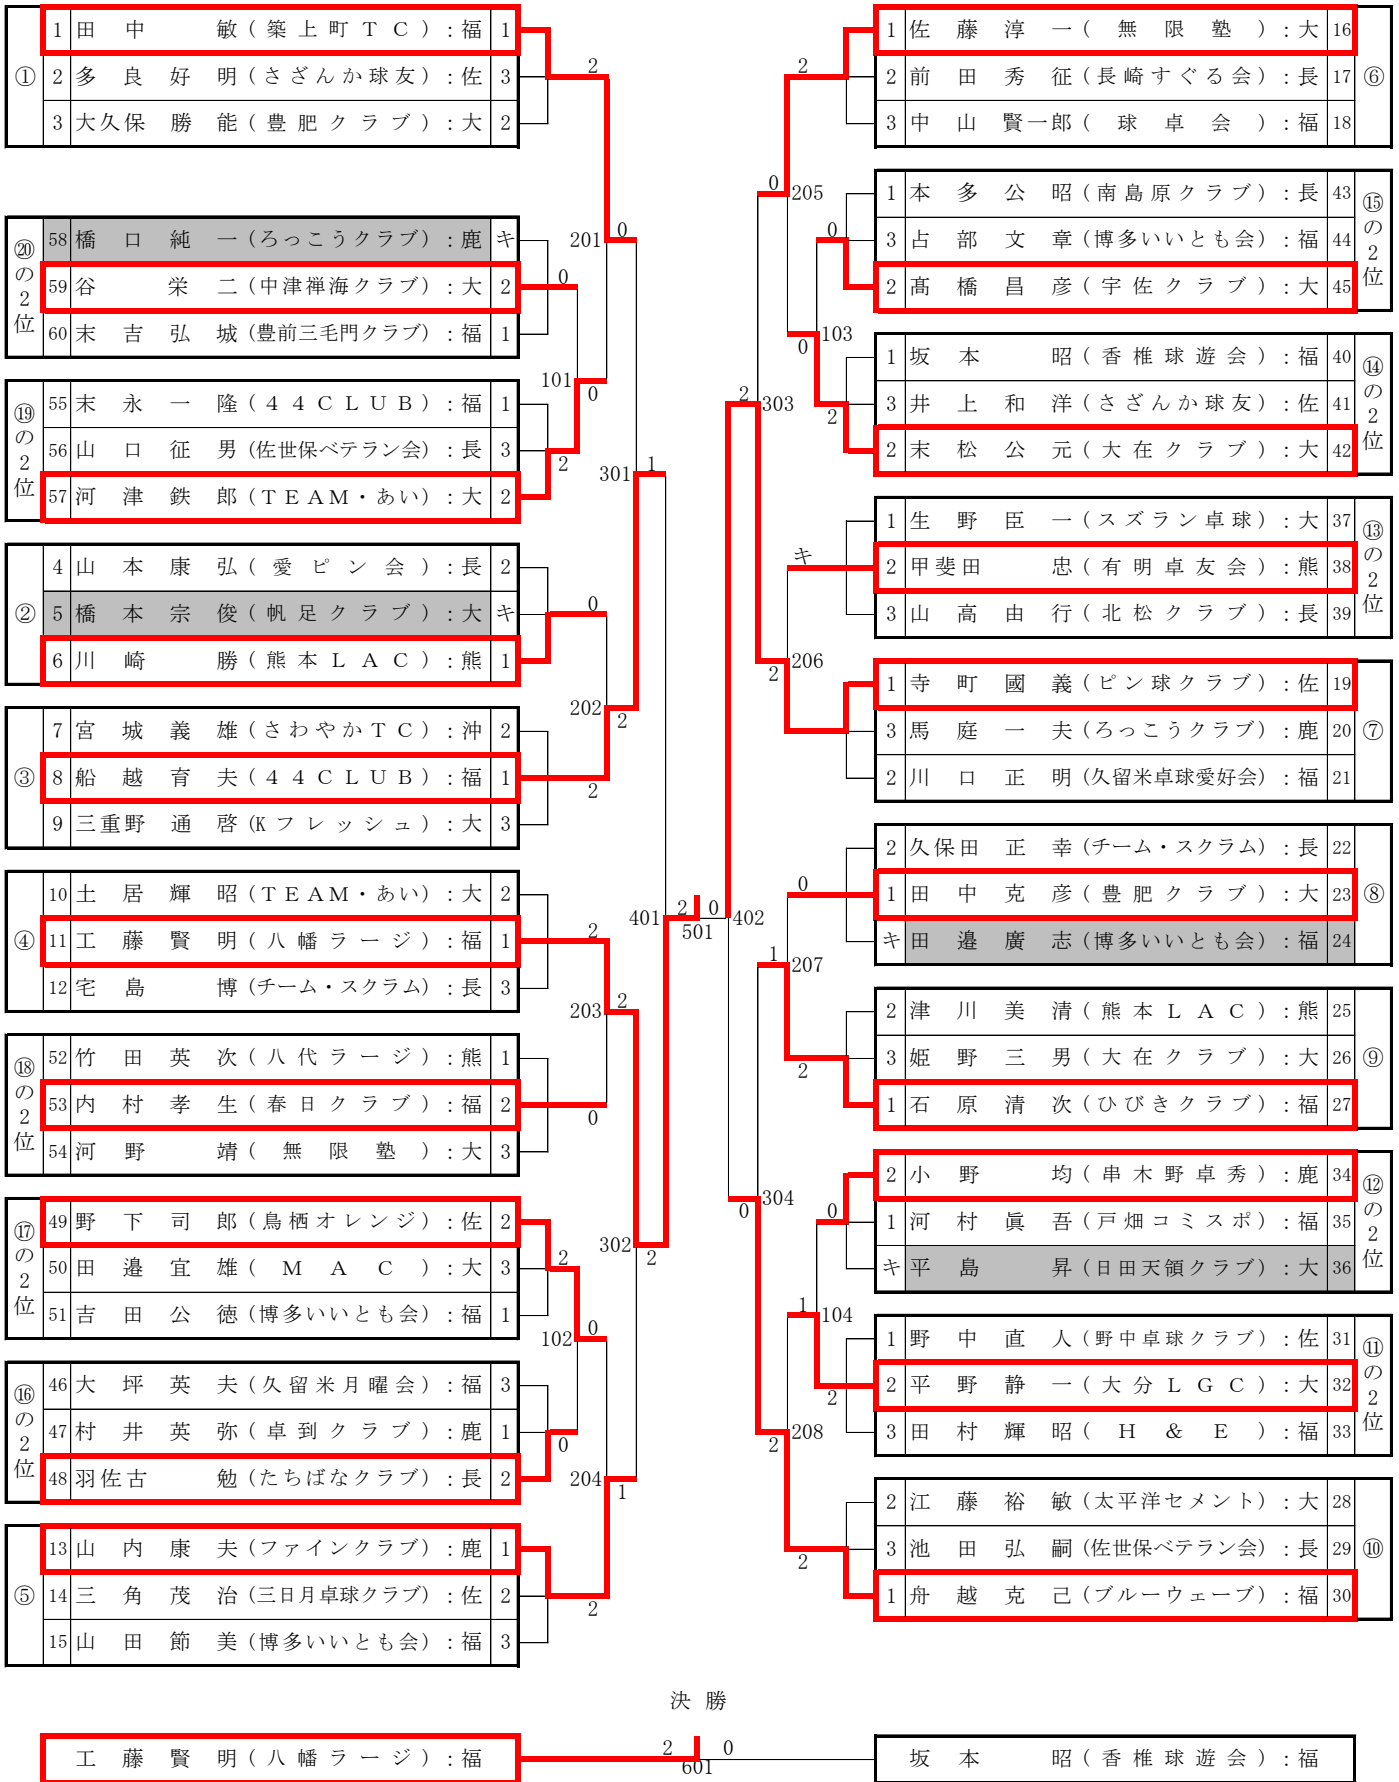 ①
1 田中 敏 (築上町TC) : 福 1
2 多良好明 (さざんか球友) : 佐 3
3 大久保勝能 (豊肥クラブ) : 大 2
⑳の2位
58 橋口純一 (ろっこうクラブ) : 鹿 キ
59 谷 栄二 (中津禅海クラブ) : 大 2
60 末吉弘城 (豊前三毛門クラブ) : 福 1
⑲の2位
55 末永一隆 (44CLUB) : 福 1
56 山口征男 (佐世保ベテラン会) : 長 3
57 河津鉄郎 (TEAM・あい) : 大 2
②
4 山本康弘 (愛ピン会) : 長 2
5 橋本宗俊 (帆足クラブ) : 大 キ
6 川崎 勝 (熊本LAC) : 熊 1
③
7 宮城義雄 (さわやかTC) : 沖 2
8 船越育夫 (44CLUB) : 福 1
9 三重野通啓 (Kフレッシュ) : 大 3
④
10 土居輝昭 (TEAM・あい) : 大 2
11 工藤賢明 (八幡ラージ) : 福 1
12 宅島 博 (チーム・スクラム) : 長 3
⑱の2位
52 竹田英次 (八代ラージ) : 熊 1
53 内村孝生 (春日クラブ) : 福 2
54 河野 靖 (無限塾) : 大 3
⑰の2位
49 野下司郎 (鳥栖オレンジ) : 佐 2
50 田邉宜雄 (MAC) : 大 3
51 吉田公徳 (博多いいとも会) : 福 1
⑯の2位
46 大坪英夫 (久留米月曜会) : 福 3
47 村井英弥 (卓到クラブ) : 鹿 1
48 羽佐古 勉 (たちばなクラブ) : 長 2
⑤
13 山内康夫 (ファインクラブ) : 鹿 1
14 三角茂治 (三日月卓球クラブ) : 佐 2
15 山田節美 (博多いいとも会) : 福 3
2
201 0
0
101 0
2
301 1
0
202 2
2
2
203 2
0
401 2 0 402
501
302 2
2
102 0
0
204 1
2
2
0 205
0
0 103
2
2 303
キ
2 206
0
1 207
2
0 304
0
1 104
2
2 208
2
1 佐藤淳一 (無限塾) : 大 16
2 前田秀征 (長崎すぐる会) : 長 17
3 中山賢一郎 (球卓会) : 福 18
⑥
1 本多公昭 (南島原クラブ) : 長 43
3 占部文章 (博多いいとも会) : 福 44
2 髙橋昌彦 (宇佐クラブ) : 大 45
⑮の2位
1 坂本 昭 (香椎球遊会) : 福 40
3 井上和洋 (さざんか球友) : 佐 41
2 末松公元 (大在クラブ) : 大 42
⑭の2位
1 生野臣一 (スズラン卓球) : 大 37
2 甲斐田 忠 (有明卓友会) : 熊 38
3 山高由行 (北松クラブ) : 長 39
⑬の2位
1 寺町國義 (ピン球クラブ) : 佐 19
3 馬庭一夫 (ろっこうクラブ) : 鹿 20
2 川口正明 (久留米卓球愛好会) : 福 21
⑦
2 久保田正幸 (チーム・スクラム) : 長 22
1 田中克彦 (豊肥クラブ) : 大 23
キ 田邉廣志 (博多いいとも会) : 福 24
⑧
2 津川美清 (熊本LAC) : 熊 25
3 姫野三男 (大在クラブ) : 大 26
1 石原清次 (ひびきクラブ) : 福 27
⑨
2 小野 均 (串木野卓秀) : 鹿 34
1 河村眞吾 (戸畑コミスポ) : 福 35
キ 平島 昇 (日田天領クラブ) : 大 36
⑫の2位
1 野中直人 (野中卓球クラブ) : 佐 31
2 平野静一 (大分LGC) : 大 32
3 田村輝昭 (H&E) : 福 33
⑪の2位
2 江藤裕敏 (太平洋セメント) : 大 28
3 池田弘嗣 (佐世保ベテラン会) : 長 29
1 舟越克己 (ブルーウェーブ) : 福 30
⑩
決勝
工藤賢明 (八幡ラージ) : 福 2 0 坂本 昭 (香椎球遊会) : 福
601